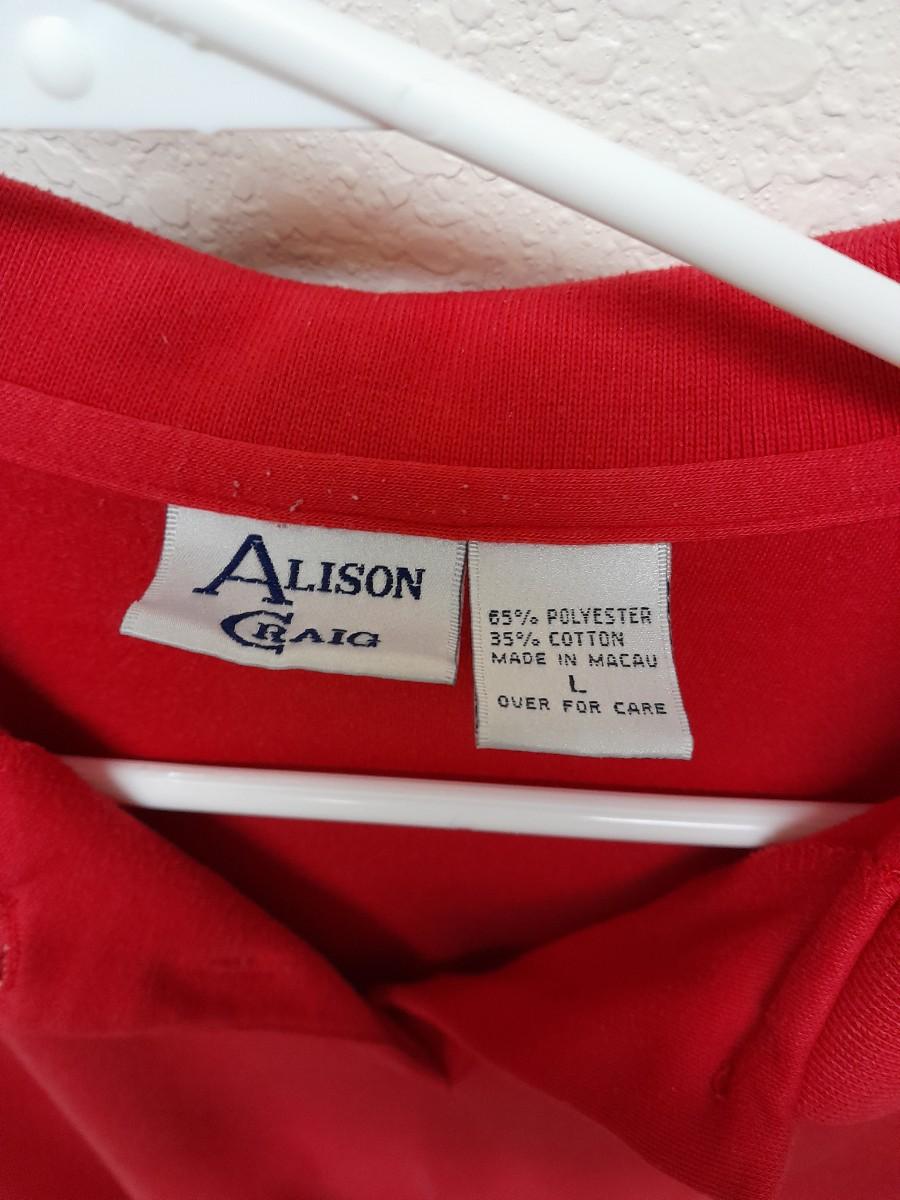 ALISON
CRAIG
65% POLYESTER
35% COTTON
MADE IN MACAU
L
OVER FOR CARE